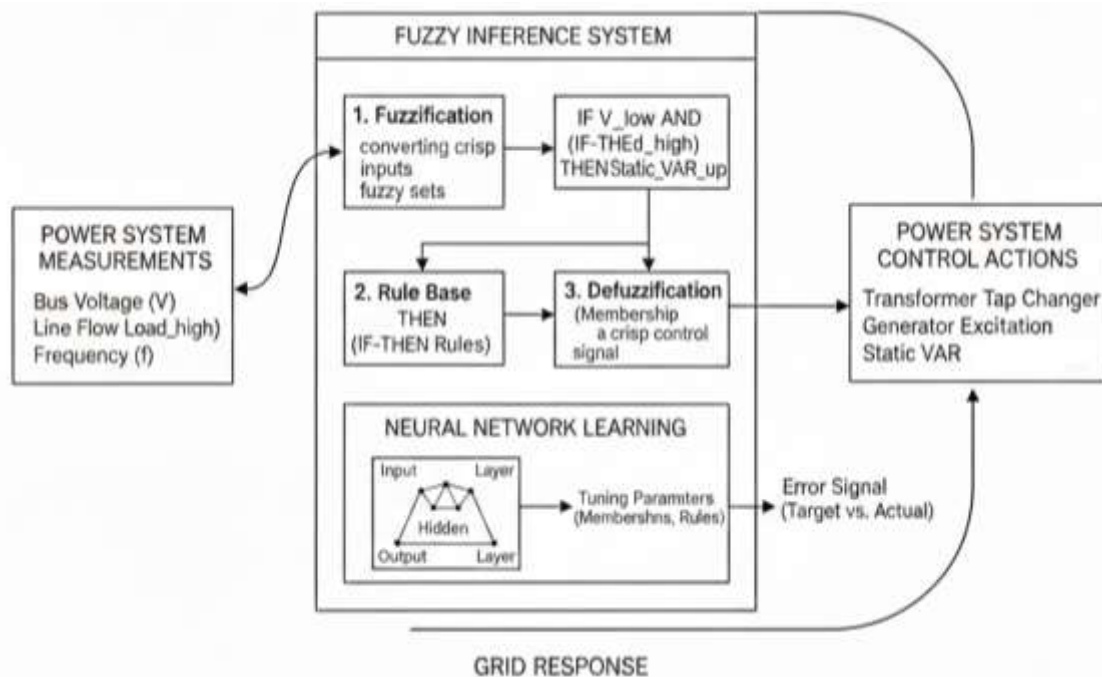 FUZZY INFERENCE SYSTEM
1. Fuzzification
converting crisp
inputs
fuzzy sets
IF V_low AND
(IF-THEd_high)
THENStatic_VAR_up
POWER SYSTEM
MEASUREMENTS
Bus Voltage (V)
Line Flow Load_high)
Frequency (f)
2. Rule Base
THEN
(IF-THEN Rules)
3. Defuzzification
(Membership
a crisp control
signal
POWER SYSTEM
CONTROL ACTIONS
Transformer Tap Changer
Generator Excitation
Static VAR
NEURAL NETWORK LEARNING
Input Layer
Hidden
Output Layer
Tuning Paramters
(Membershns, Rules)
Error Signal
(Target vs. Actual)
GRID RESPONSE